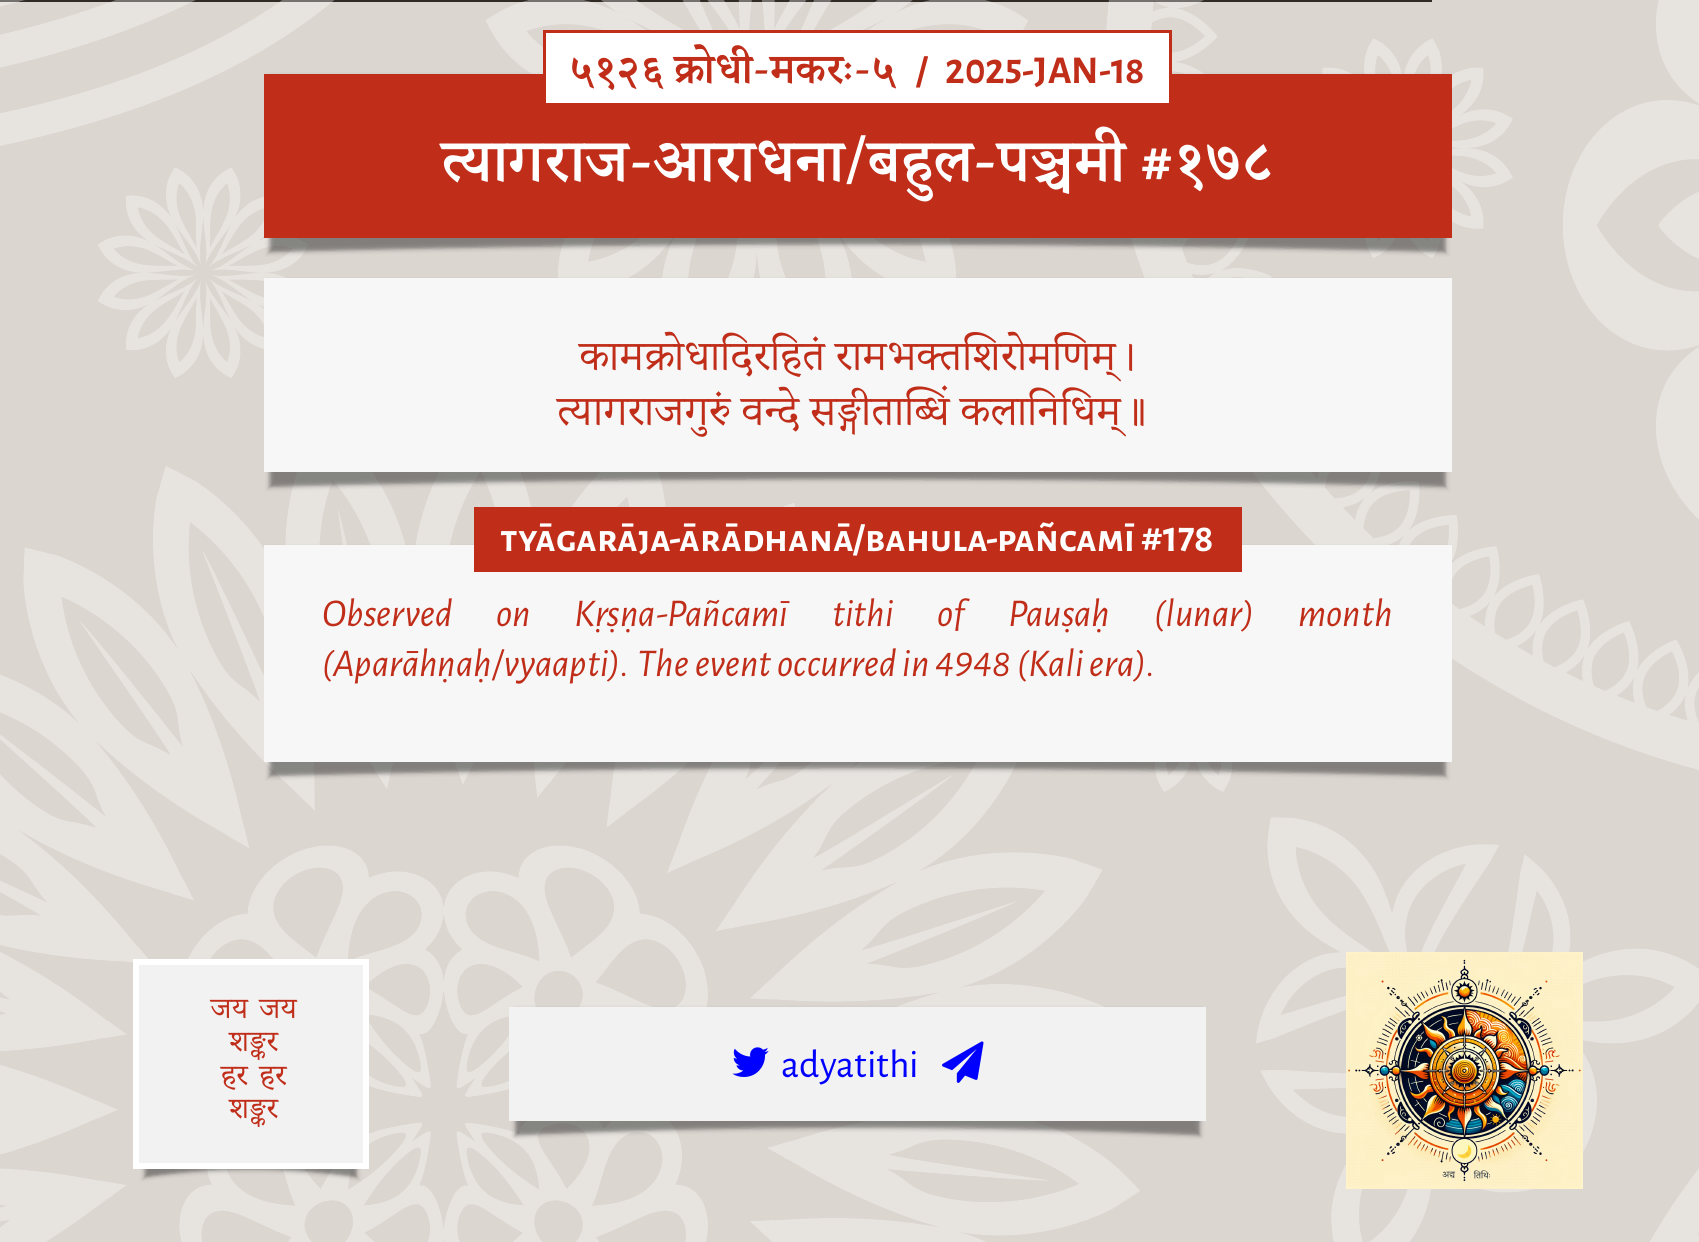 ५१२६ क्रोधी-मकरः-५ / 2025-JAN-18
त्यागराज-आराधना/बहुल-पञ्चमी #१७८
कामक्रोधादिरहितं रामभक्तशिरोमणिम्।
त्यागराजगुरुं वन्दे सङ्गीताब्धिं कलानिधिम्॥
TYĀGARĀJA-ĀRĀDHANĀ/BAHULA-PAÑCAMĪ #178
Observed on Kṛṣṇa-Pañcamī tithi of Pauṣaḥ (lunar) month
(Aparāhṇaḥ/vyaapti). The event occurred in 4948 (Kali era).
जय जय
शङ्कर
हर हर
शङ्कर
adyatithi
अद्य तिथिः